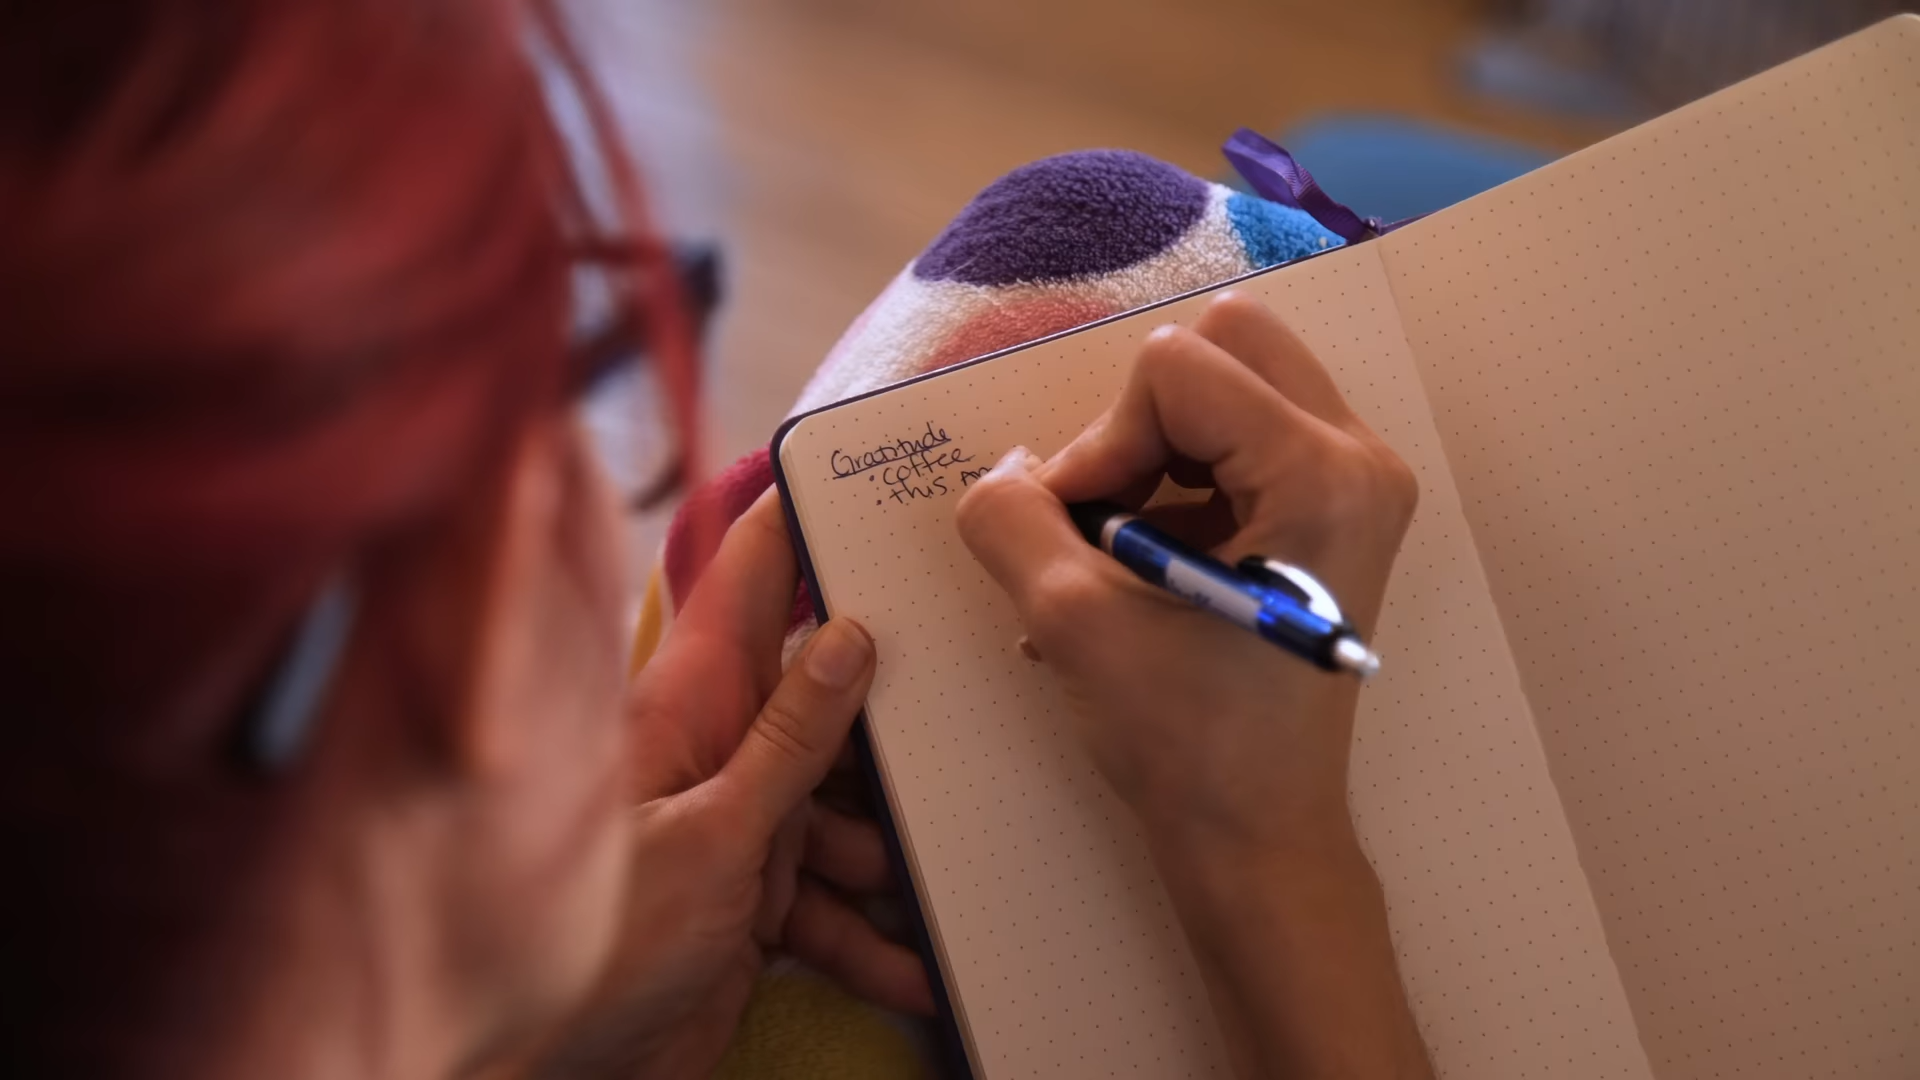 Gratitude
• coffee
• this